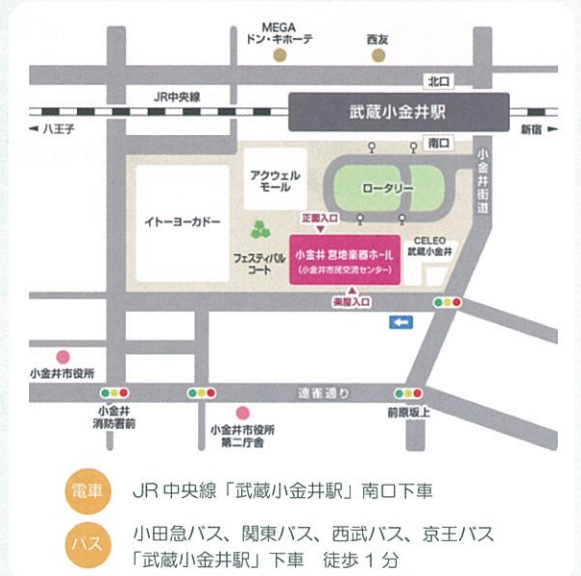 MEGA
ドン・キホーテ
西友
北口
JR中央線
武蔵小金井駅
◄ 八王子
新宿 ►
南口
小金井街道
アクウェル
モール
ロータリー
イトーヨーカドー
正面入口
フェスティバル
コート
小金井 宮地楽器ホール
(小金井市民交流センター)
CELEO
武蔵小金井
楽屋入口
小金井市役所
連雀通り
小金井
消防署前
前原坂上
小金井市役所
第二庁舎
電車
JR中央線「武蔵小金井駅」南口下車
バス
小田急バス、関東バス、西武バス、京王バス
「武蔵小金井駅」下車 徒歩1分